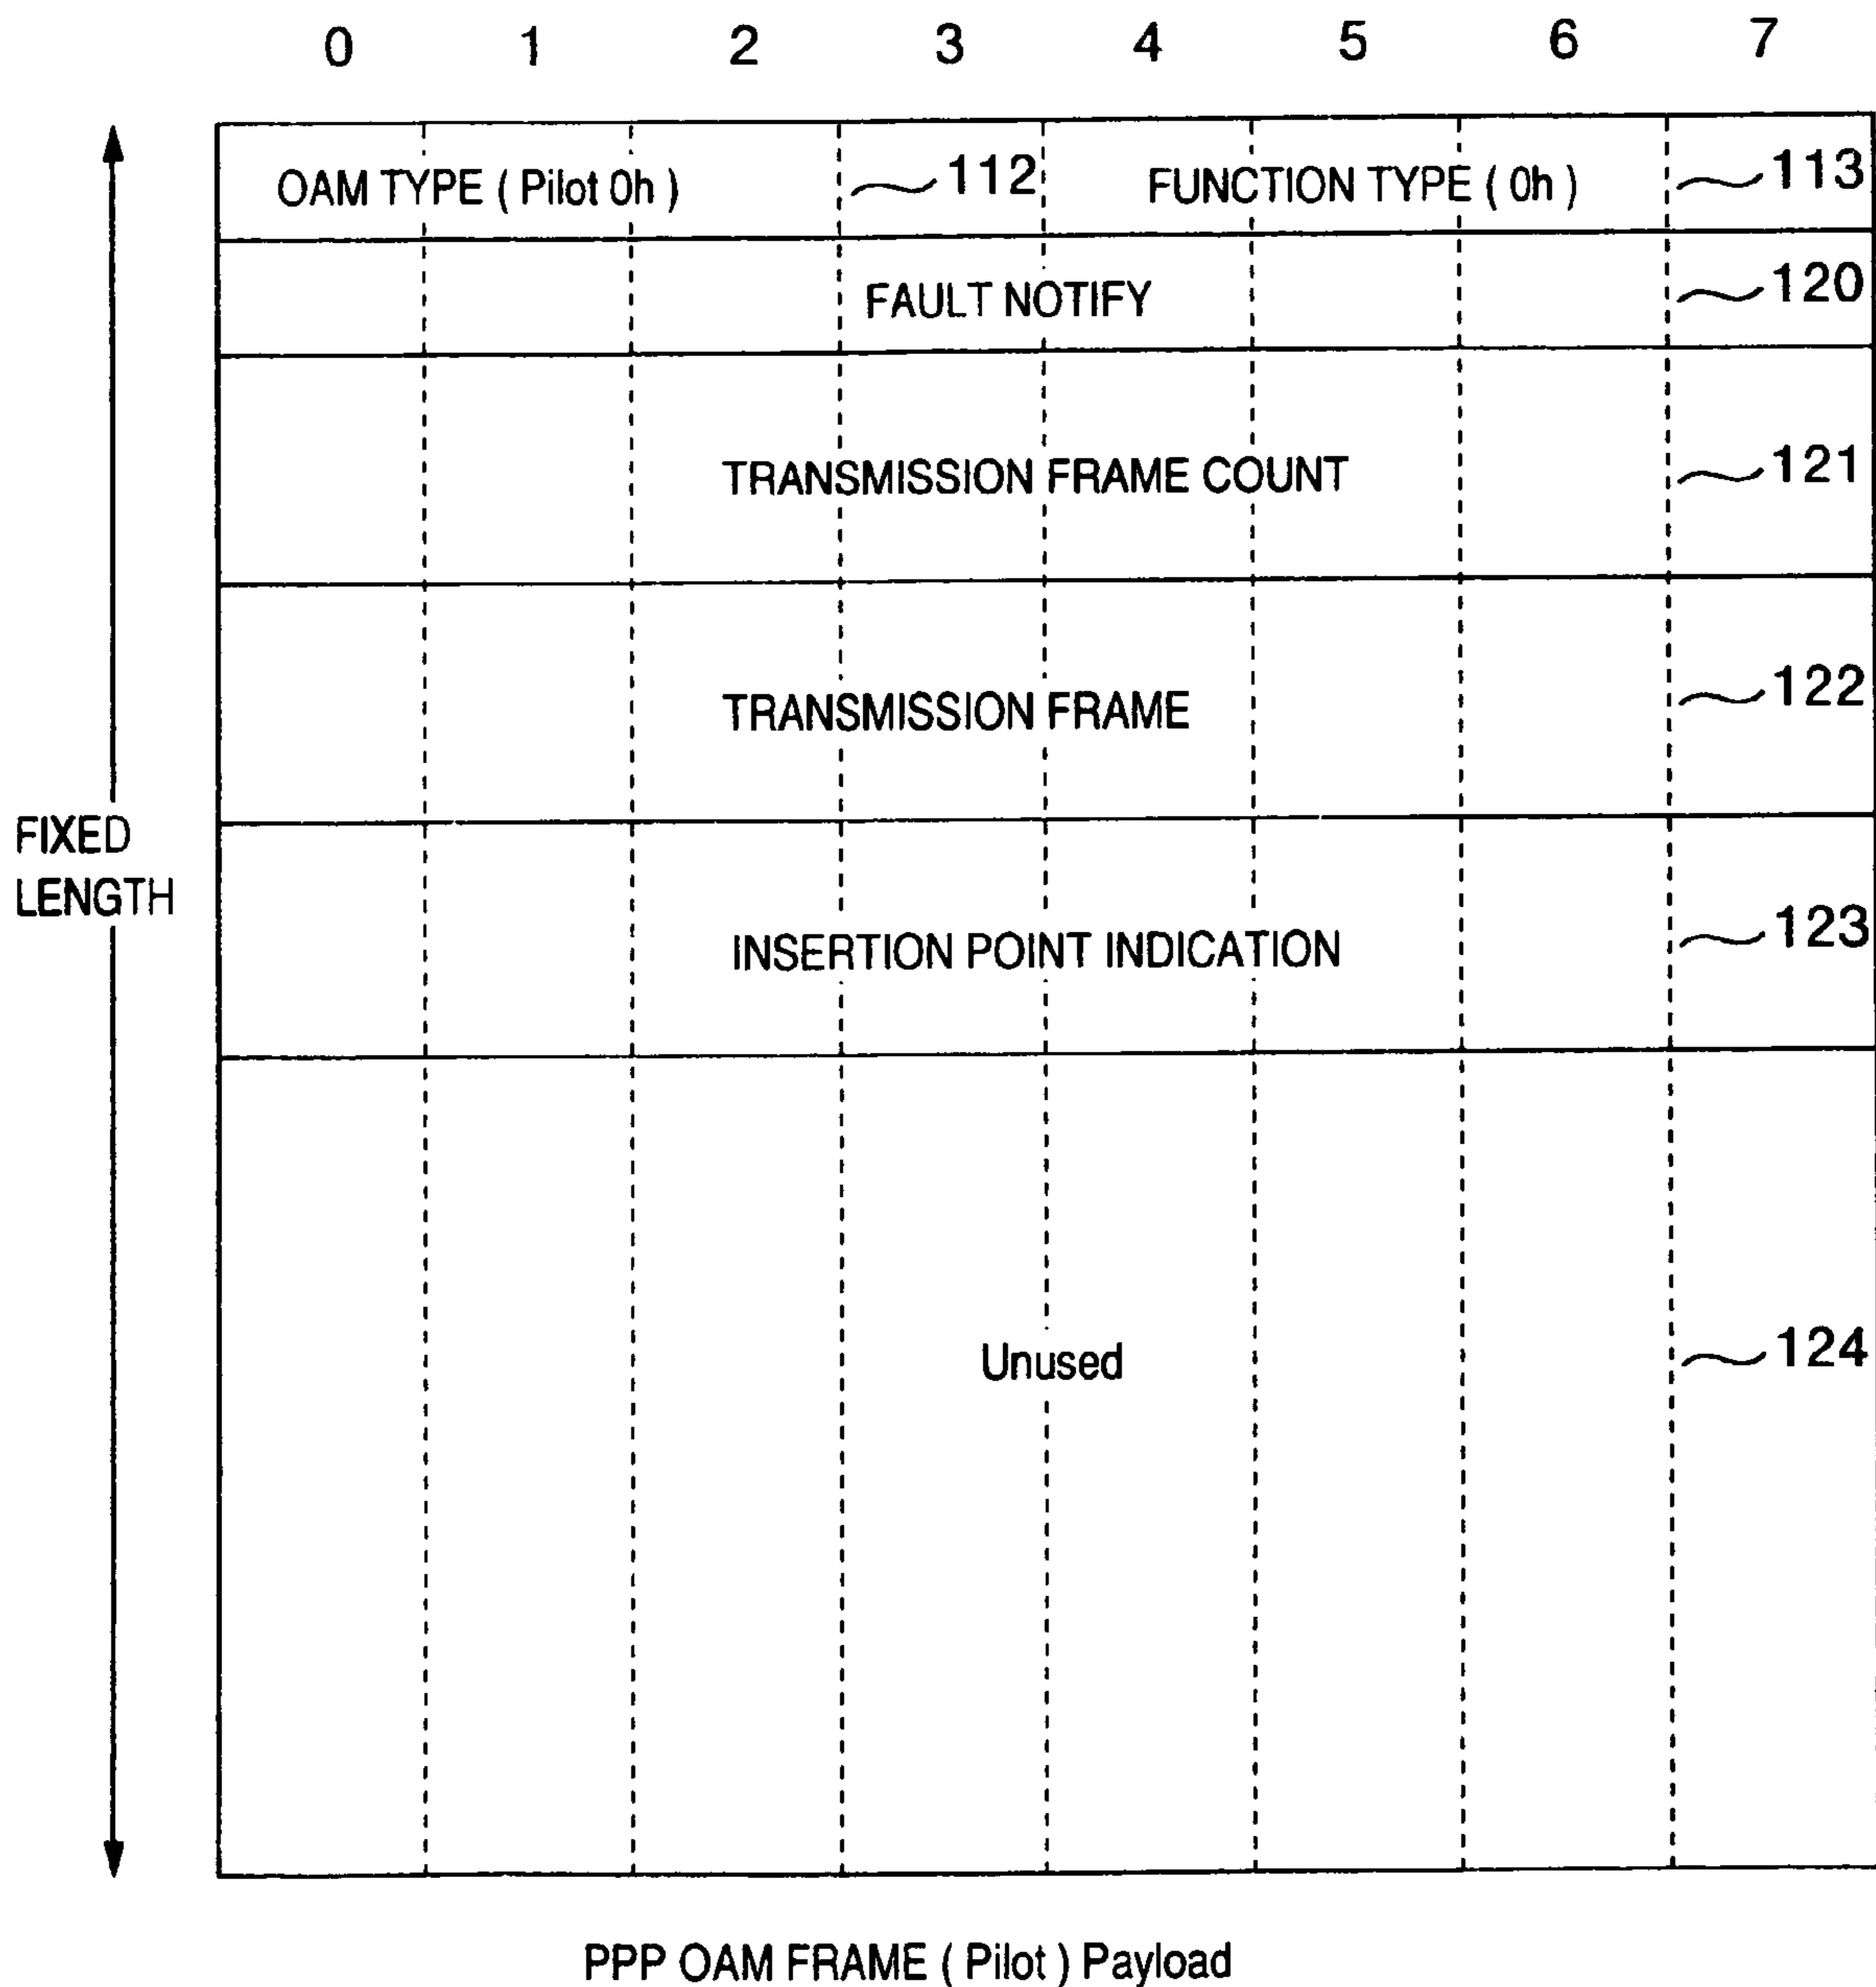 0 1 2 3 4 5 6 7
OAM TYPE ( Pilot 0h ) 112 FUNCTION TYPE ( 0h ) 113
FAULT NOTIFY 120
TRANSMISSION FRAME COUNT 121
TRANSMISSION FRAME 122
FIXED
LENGTH
INSERTION POINT INDICATION 123
Unused 124
PPP OAM FRAME ( Pilot ) Payload